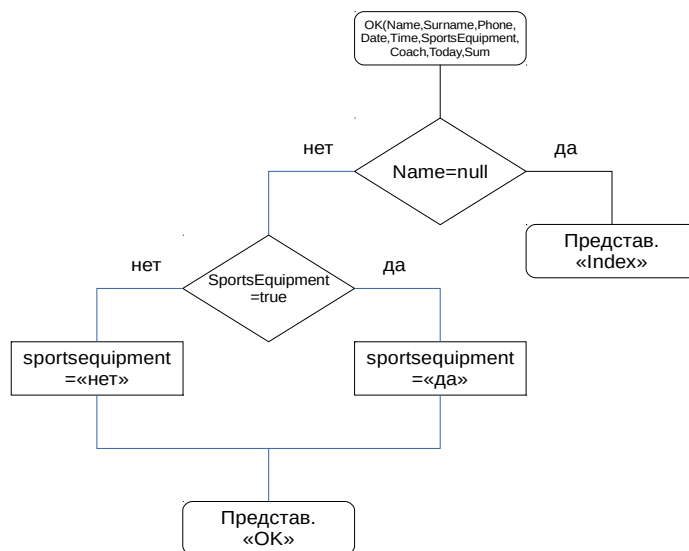 OK(Name,Surname,Phone,
Date,Time,SportsEquipment,
Coach,Today,Sum
нет
да
Name=null
Представ.
«Index»
нет
да
SportsEquipment
=true
sportsequipment
=«нет»
sportsequipment
=«да»
Представ.
«OK»